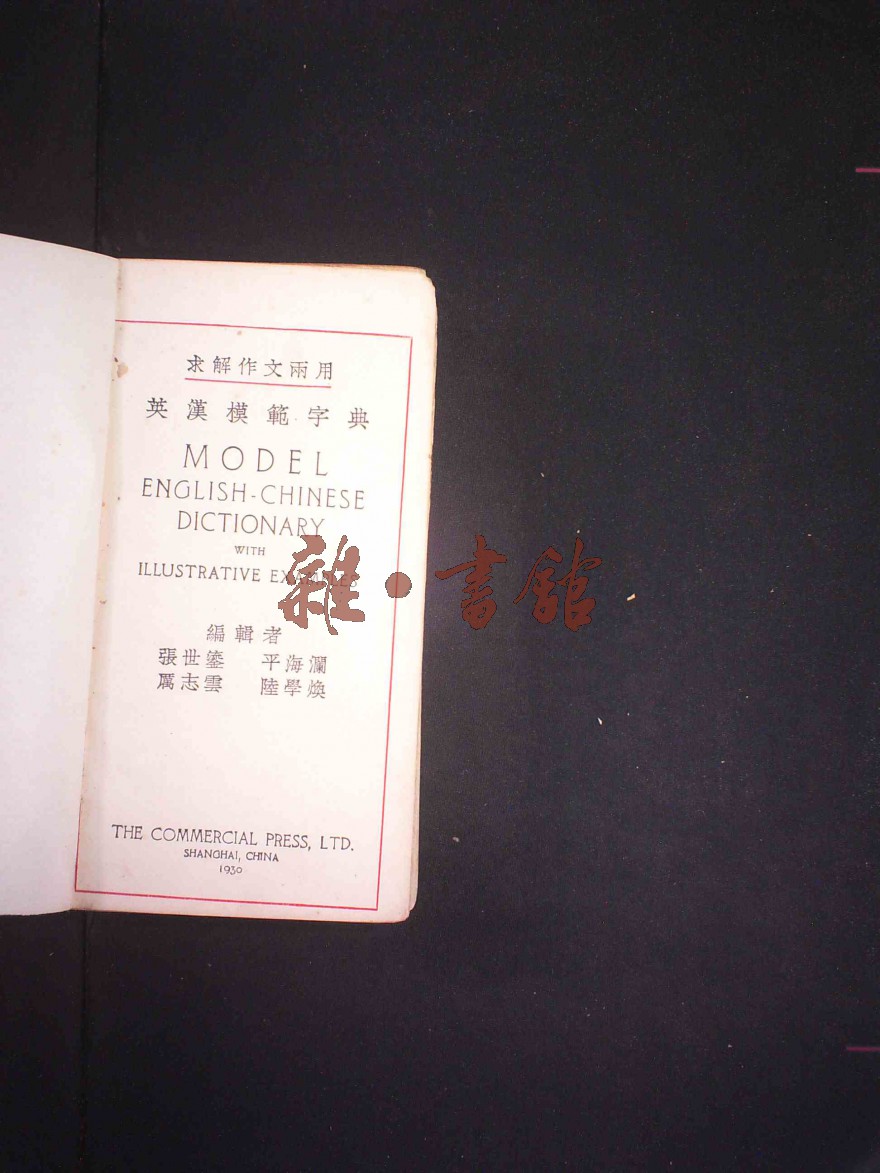 求解作文兩用
英漢模範字典
MODEL
ENGLISH-CHINESE
DICTIONARY
WITH
ILLUSTRATIVE EXAMPLES
編輯者
張世鎏 平海瀾
厲志雲 陸學煥
THE COMMERCIAL PRESS, LTD.
SHANGHAI, CHINA
1930
雜·書館